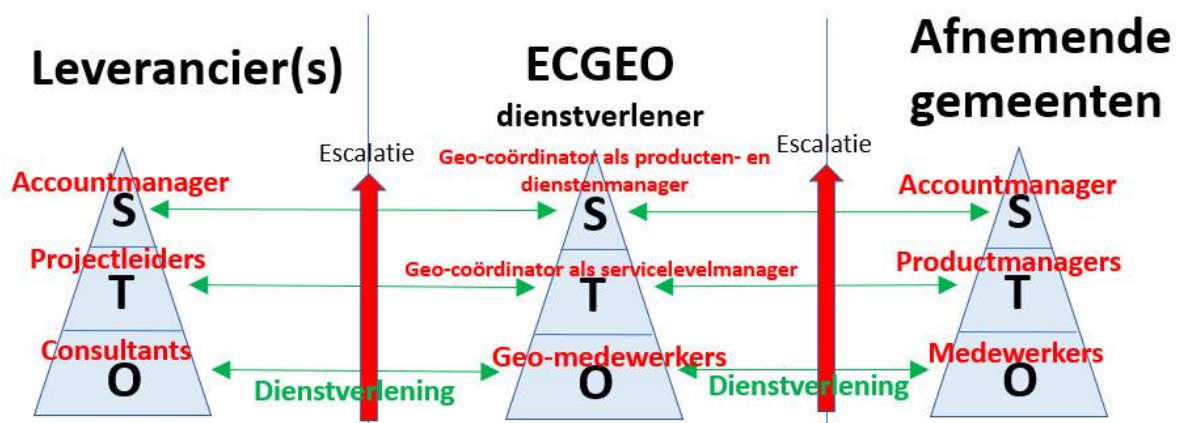 Leverancier(s)
ECGEO
dienstverlener
Afnemende
gemeenten
Escalatie
Escalatie
Accountmanager
S
Geo-coördinator als producten- en
dienstenmanager
S
Accountmanager
S
Projectleiders
T
Geo-coördinator als servicelevelmanager
T
Productmanagers
T
Consultants
O
Dienstverlening
Geo-medewerkers
O
Dienstverlening
Medewerkers
O